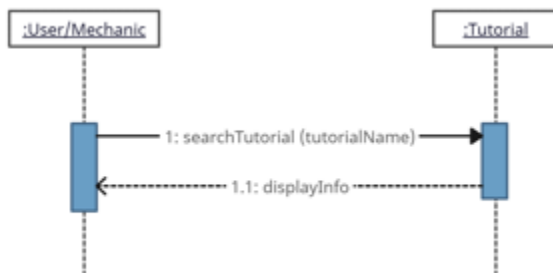 :User/Mechanic
:Tutorial
1: searchTutorial (tutorialName)
1.1: displayInfo